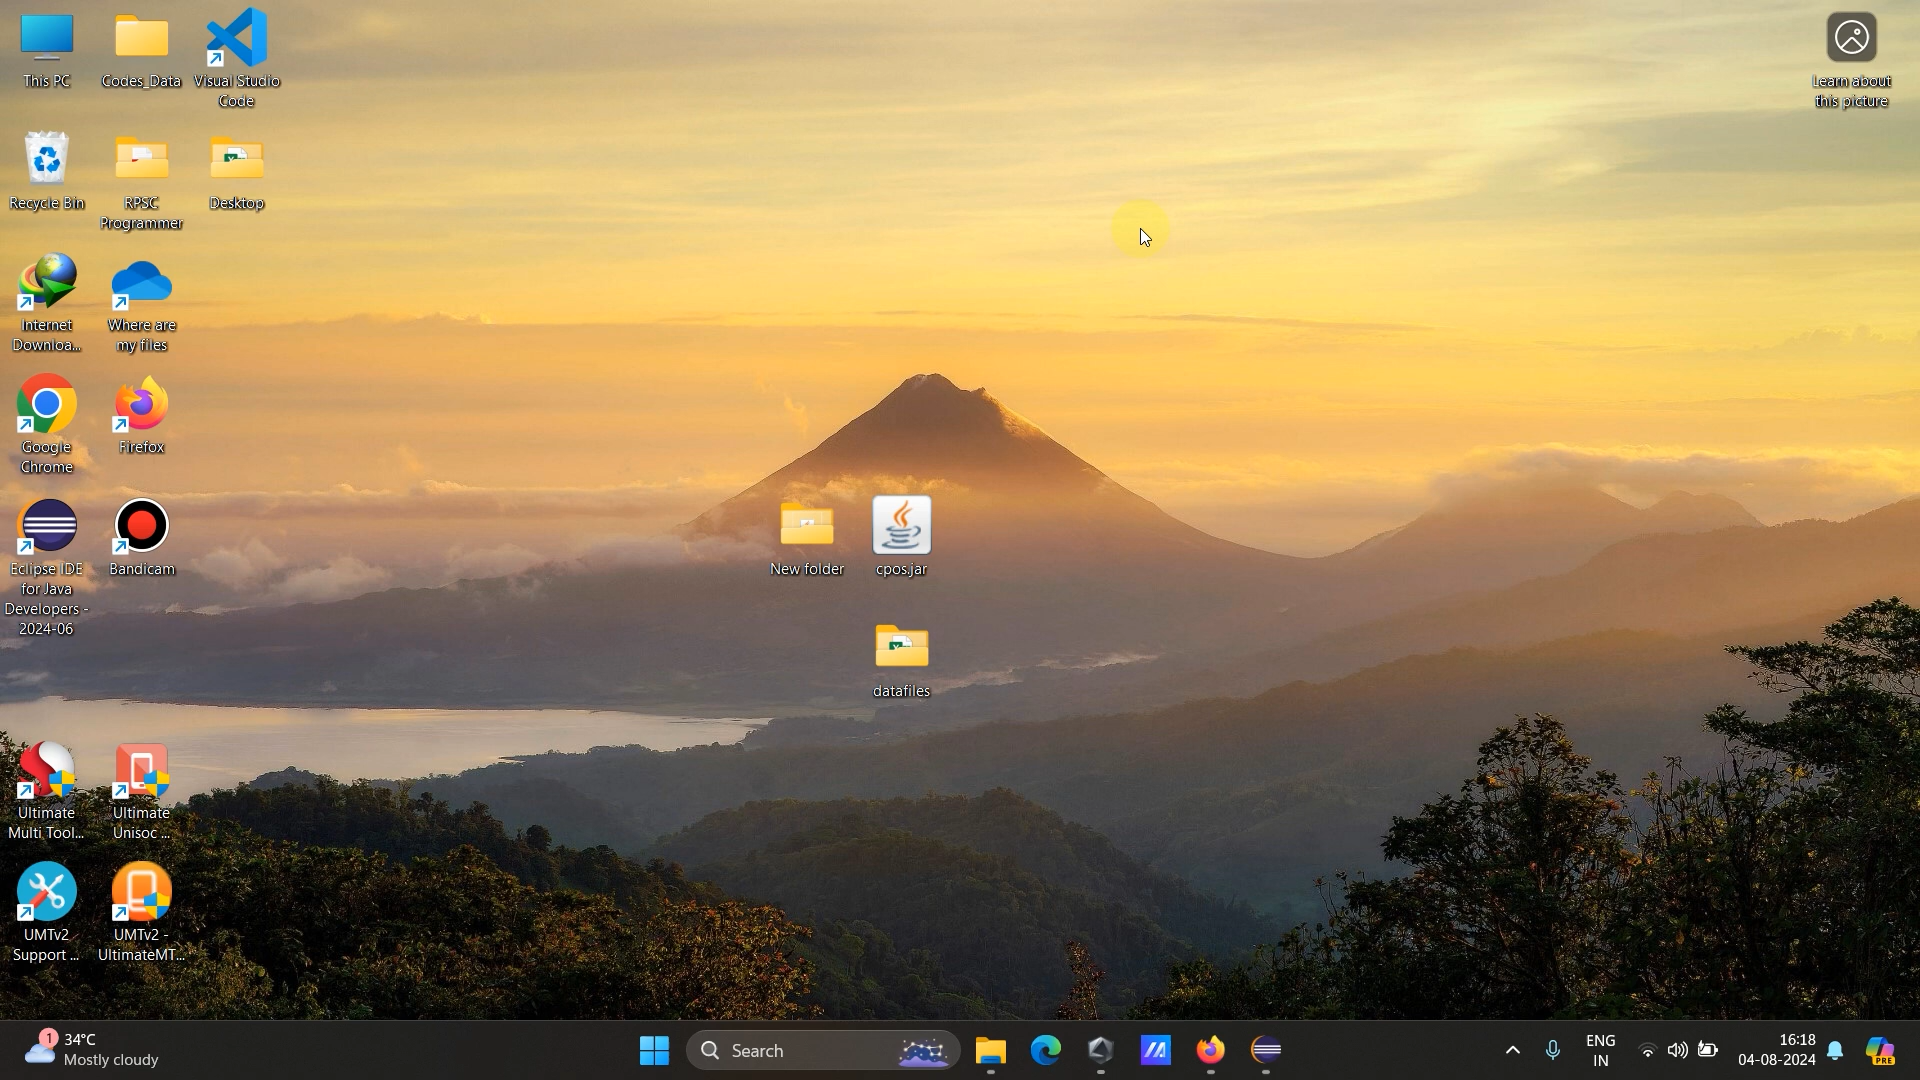 This PC
Codes_Data
Visual Studio
Code
Learn about
this picture
Recycle Bin
RPSC
Programmer
Desktop
Internet
Downloa...
Where are
my files
Google
Chrome
Firefox
Eclipse IDE
for Java
Developers -
2024-06
Bandicam
New folder
cpos.jar
datafiles
Ultimate
Multi Tool...
Ultimate
Unisoc ...
UMTv2
Support ...
UMTv2 -
UltimateMT...
1
34°C
Mostly cloudy
Search
ENG
IN
16:18
04-08-2024
PRE